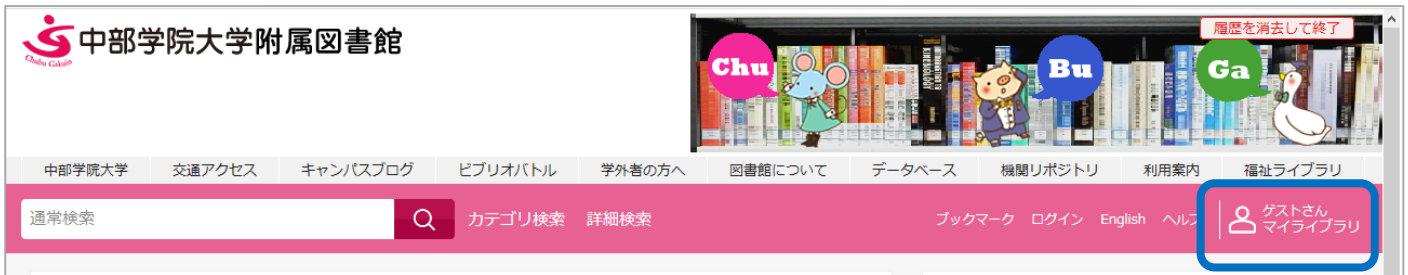 中部学院大学附属図書館
Chubu Gakuin
Chu
Bu
Ga
履歴を消去して終了
中部学院大学 交通アクセス キャンパスブログ ビブリオバトル 学外者の方へ 図書館について データベース 機関リポジトリ 利用案内 福祉ライブラリ
通常検索 カテゴリ検索 詳細検索 ブックマーク ログイン English ヘルプ
ゲストさん
マイライブラリ